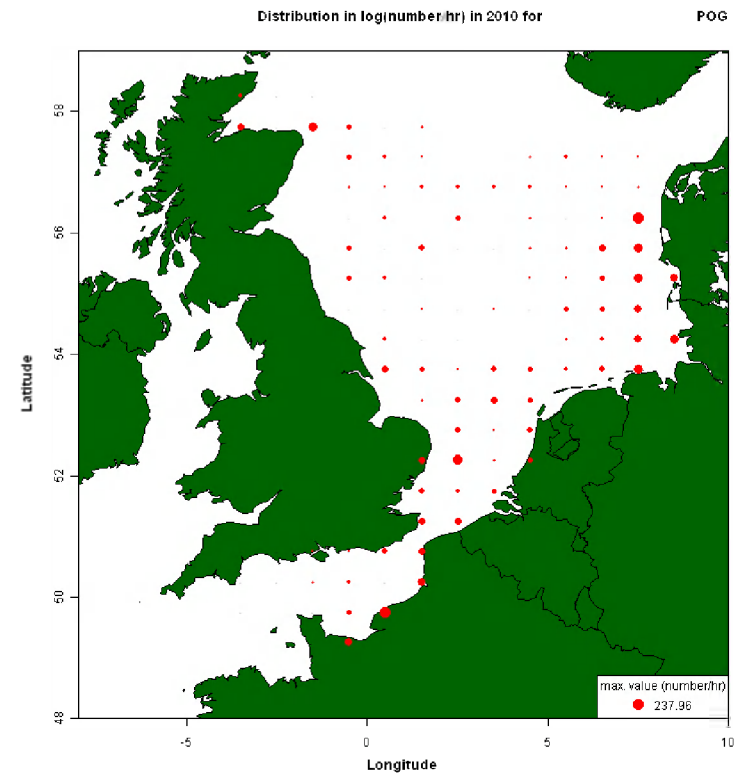 Distribution in log(number/hr) in 2010 for POG
58
56
54
52
50
48
Latitude
-5 0 5 10
Longitude
max. value (number/hr)
237.96